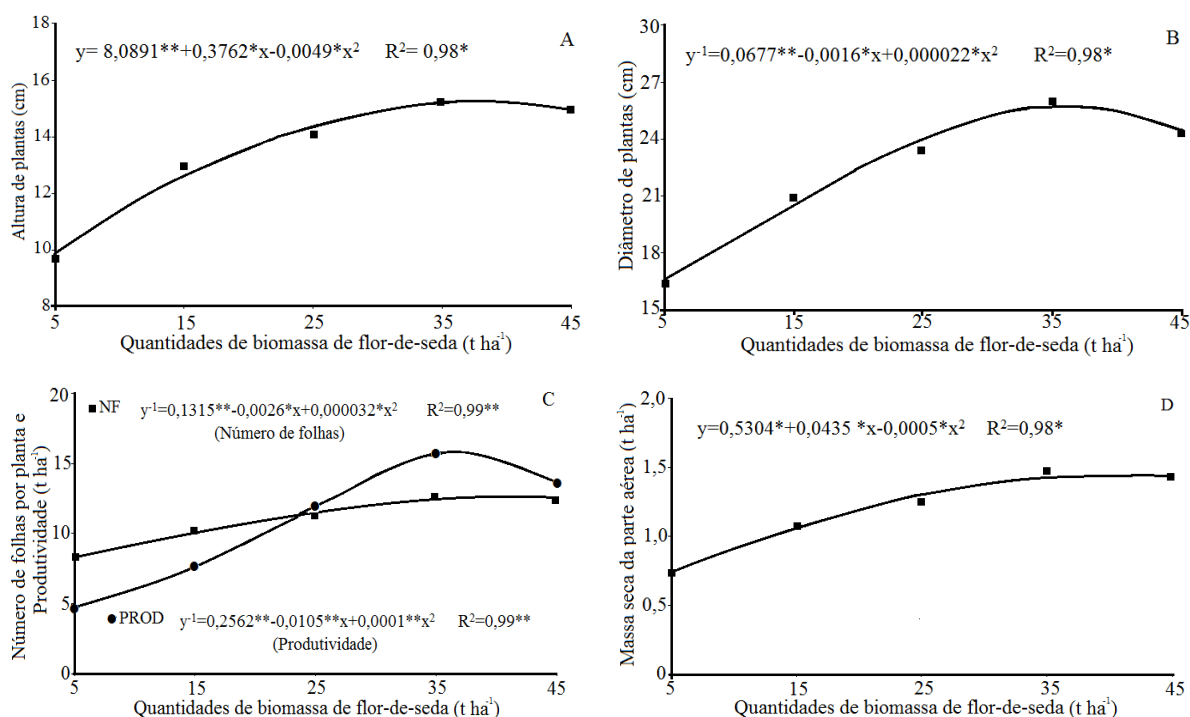 18
16
14
12
10
8
Altura de plantas (cm)
y= 8,0891**+0,3762*x-0,0049*x² R²= 0,98*
A
5 15 25 35 45
Quantidades de biomassa de flor-de-seda (t ha⁻¹)
30
27
24
21
18
15
Diâmetro de plantas (cm)
y⁻¹=0,0677**-0,0016*x+0,000022*x² R²=0,98*
B
5 15 25 35 45
Quantidades de biomassa de flor-de-seda (t ha⁻¹)
20
15
10
5
0
Número de folhas por planta e
Produtividade (t ha⁻¹)
NF y⁻¹=0,1315**-0,0026*x+0,000032*x² R²=0,99**
(Número de folhas)
C
PROD y⁻¹=0,2562**-0,0105**x+0,0001**x² R²=0,99**
(Produtividade)
5 15 25 35 45
Quantidades de biomassa de flor-de-seda (t ha⁻¹)
2,0
1,5
1,0
0,5
0
Massa seca da parte aérea (t ha⁻¹)
y=0,5304*+0,0435 *x-0,0005*x² R²=0,98*
D
5 15 25 35 45
Quantidades de biomassa de flor-de-seda (t ha⁻¹)